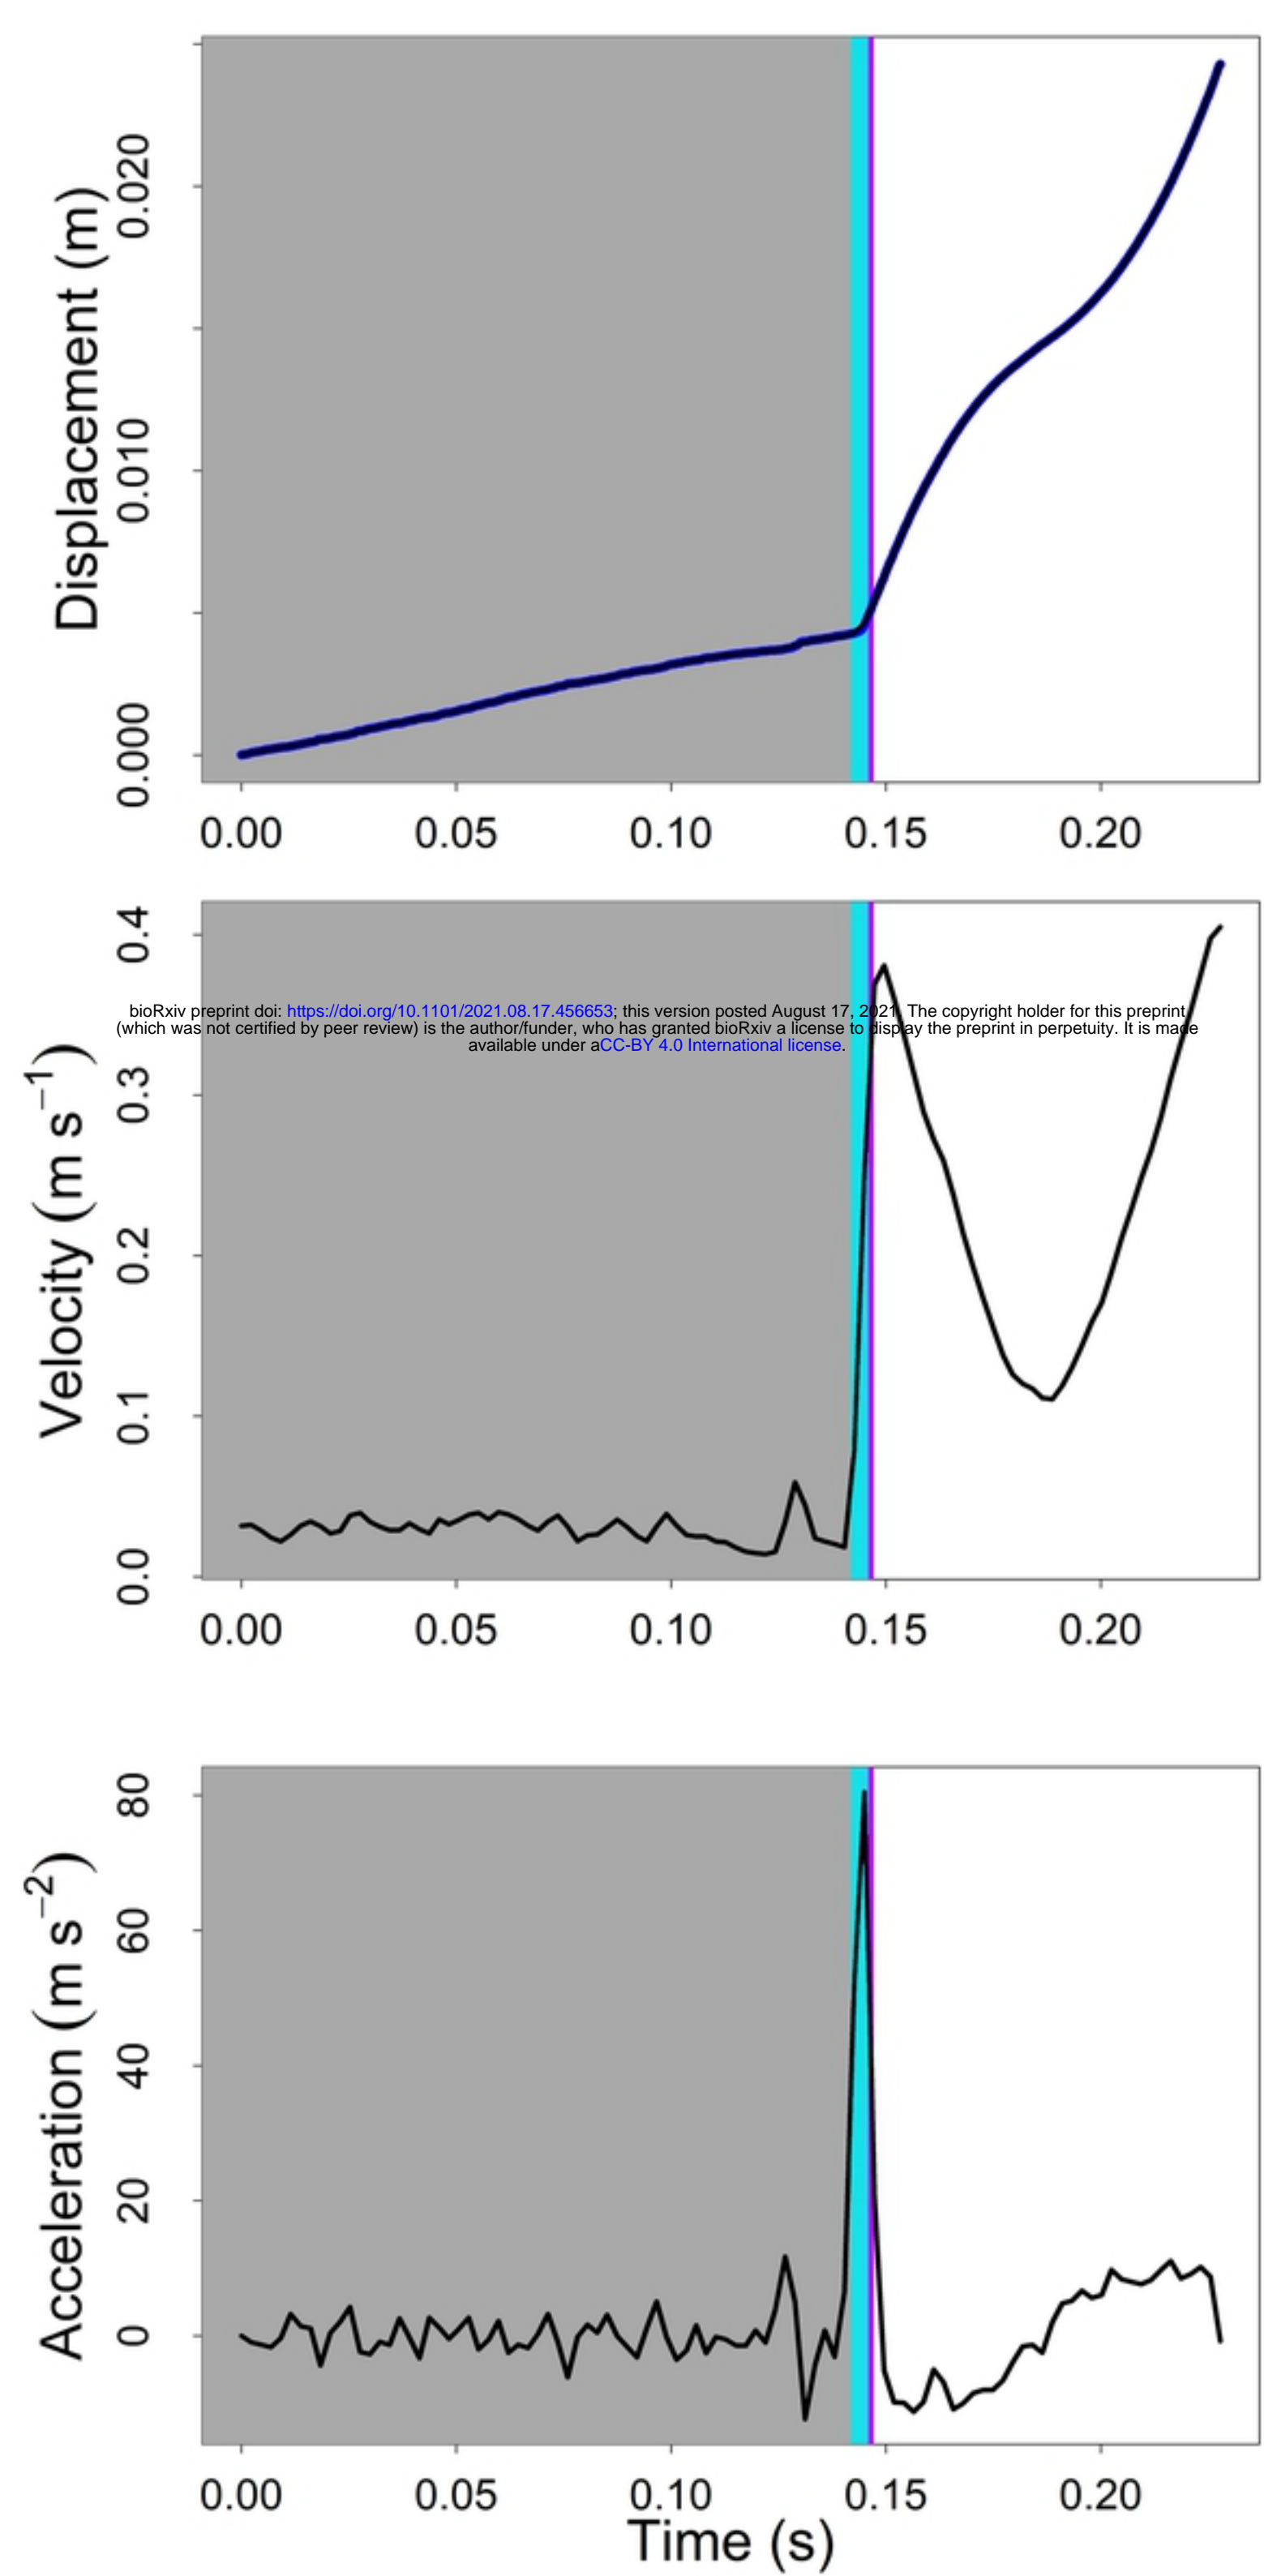 Displacement (m)
0.020
0.010
0.000
0.00 0.05 0.10 0.15 0.20
Velocity (m s⁻¹)
0.4
0.3
0.2
0.1
0.0
bioRxiv preprint doi: https://doi.org/10.1101/2021.08.17.456653; this version posted August 17, 2021. The copyright holder for this preprint
(which was not certified by peer review) is the author/funder, who has granted bioRxiv a license to display the preprint in perpetuity. It is made
available under aCC-BY 4.0 International license.
0.00 0.05 0.10 0.15 0.20
Acceleration (m s⁻²)
80
60
40
20
0
0.00 0.05 0.10 0.15 0.20
Time (s)